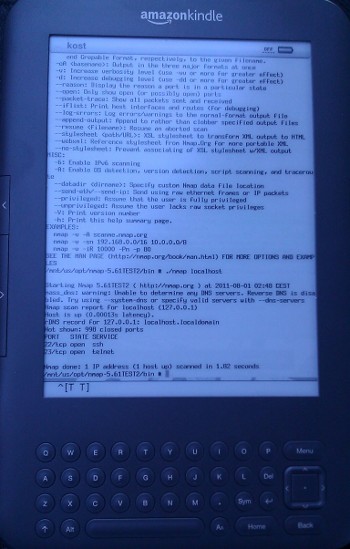 amazonkindle
kost
and Grepable format, respectively, to the given filename.
-oA <basename>: Output in the three major formats at once
-v: Increase verbosity level (use -vv or more for greater effect)
-d: Increase debugging level (use -dd or more for greater effect)
--reason: Display the reason a port is in a particular state
--open: Only show open (or possibly open) ports
--packet-trace: Show all packets sent and received
--iflist: Print host interfaces and routes (for debugging)
--log-errors: Log errors/warnings to the normal-format output file
--append-output: Append to rather than clobber specified output files
--resume <filename>: Resume an aborted scan
--stylesheet <path/URL>: XSL stylesheet to transform XML output to HTML
--webxml: Reference stylesheet from Nmap.Org for more portable XML
--no-stylesheet: Prevent associating of XSL stylesheet w/XML output
MISC:
-6: Enable IPv6 scanning
-A: Enable OS detection, version detection, script scanning, and tracerou
te
--datadir <dirname>: Specify custom Nmap data file location
--send-eth/--send-ip: Send using raw ethernet frames or IP packets
--privileged: Assume that the user is fully privileged
--unprivileged: Assume the user lacks raw socket privileges
-V: Print version number
-h: Print this help summary page.
EXAMPLES:
nmap -v -A scanme.nmap.org
nmap -v -sn 192.168.0.0/16 10.0.0.0/8
nmap -v -iR 10000 -Pn -p 80
SEE THE MAN PAGE (http://nmap.org/book/man.html) FOR MORE OPTIONS AND EXAMP
LES
/mnt/us/opt/nmap-5.61TEST2/bin # ./nmap localhost
Starting Nmap 5.61TEST2 ( http://nmap.org ) at 2011-08-01 02:48 CEST
mass_dns: warning: Unable to determine any DNS servers. Reverse DNS is disa
bled. Try using --system-dns or specify valid servers with --dns-servers
Nmap scan report for localhost (127.0.0.1)
Host is up (0.00013s latency).
rDNS record for 127.0.0.1: localhost.localdomain
Not shown: 998 closed ports
PORT STATE SERVICE
22/tcp open ssh
23/tcp open telnet
Nmap done: 1 IP address (1 host up) scanned in 1.82 seconds
/mnt/us/opt/nmap-5.61TEST2/bin #
^[T T]
Q W E R T Y U I O P Menu
A S D F G H J K L Del
Z X C V B N M . Sym
Alt Aa Home Back